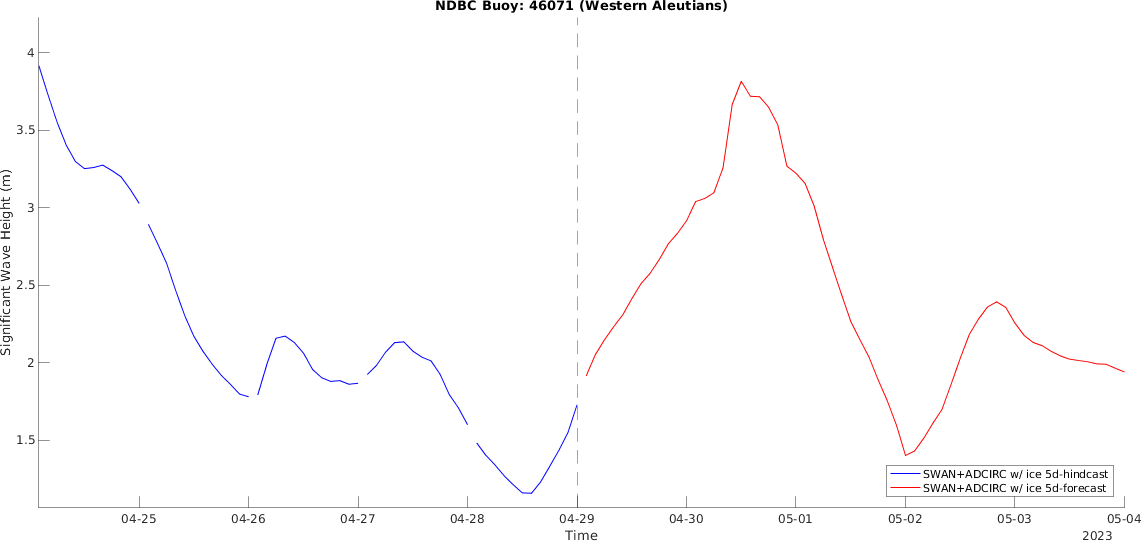 NDBC Buoy: 46071 (Western Aleutians)
Significant Wave Height (m)
4
3.5
3
2.5
2
1.5
SWAN+ADCIRC w/ ice 5d-hindcast
SWAN+ADCIRC w/ ice 5d-forecast
04-25 04-26 04-27 04-28 04-29 04-30 05-01 05-02 05-03 05-04
Time
2023